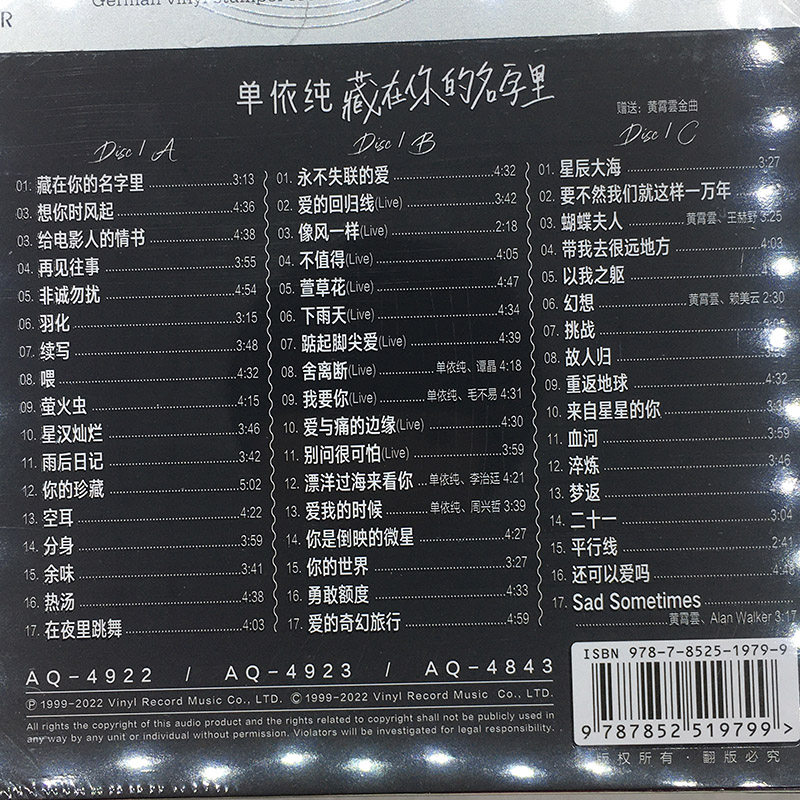 R
German vinyl stamper
单依纯 藏在你的名字里
赠送：黄霄雲金曲
Disc 1 A
01: 藏在你的名字里 3:13
03. 想你时风起 4:36
03. 给电影人的情书 4:38
04. 再见往事 3:55
05. 非诚勿扰 4:54
06. 羽化 3:15
07. 续写 3:48
08. 喂 4:32
09. 萤火虫 4:15
10. 星汉灿烂 3:46
11. 雨后日记 3:42
12. 你的珍藏 5:02
13. 空耳 4:22
14. 分身 3:59
15. 余味 3:41
16. 热汤 4:38
17. 在夜里跳舞 4:03
Disc 1 B
01. 永不失联的爱 4:32
02. 爱的回归线(Live) 3:42
03. 像风一样(Live) 2:18
04. 不值得(Live) 4:05
05. 萱草花(Live) 4:47
06. 下雨天(Live) 4:34
07. 踮起脚尖爱(Live) 4:39
08. 舍离断(Live) 单依纯、谭晶 4:18
09. 我要你(Live) 单依纯、毛不易 4:31
10. 爱与痛的边缘(Live) 4:30
11. 别问很可怕(Live) 3:59
12. 漂洋过海来看你 单依纯、李治廷 4:21
13. 爱我的时候 单依纯、周兴哲 3:39
14. 你是倒映的微星 4:27
15. 你的世界 3:27
16. 勇敢额度 4:33
17. 爱的奇幻旅行 4:59
Disc 1 C
01. 星辰大海 3:27
02. 要不然我们就这样一万年
03. 蝴蝶夫人 黄霄雲、王赫野 3:25
04. 带我去很远地方 4:03
05. 以我之躯
06. 幻想 黄霄雲、赖美云 2:30
07. 挑战
08. 故人归
09. 重返地球 4:32
10. 来自星星的你
11. 血河 3:59
12. 淬炼 3:46
13. 梦返
14. 二十一 3:04
15. 平行线 2:41
16. 还可以爱吗
17. Sad Sometimes
黄霄雲、Alan Walker 3:17
AQ-4922 / AQ-4923 / AQ-4843
Ⓟ 1999-2022 Vinyl Record Music Co., LTD. Ⓒ 1999-2022 Vinyl Record Music Co., LTD.
All rights the copyright of this audio product and the rights related to copyright shall not be publicly used in
any way by any unit or individual without permission. Violators will be investigated for legal responsibility.
ISBN 978-7-8525-1979-9
9 787852 519799 >
版权所有·翻版必究